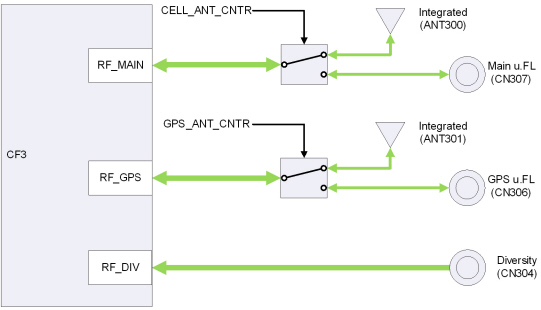 CELL_ANT_CNTR
Integrated
(ANT300)
CF3
RF_MAIN
Main u.FL
(CN307)
GPS_ANT_CNTR
Integrated
(ANT301)
RF_GPS
GPS u.FL
(CN306)
RF_DIV
Diversity
(CN304)